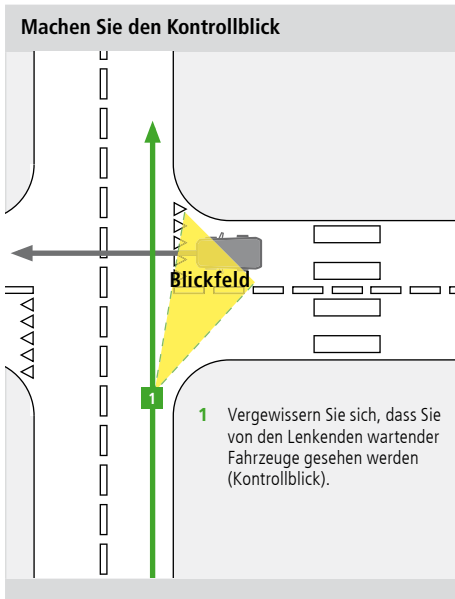 Machen Sie den Kontrollblick
Blickfeld
1
1 Vergewissern Sie sich, dass Sie
von den Lenkenden wartender
Fahrzeuge gesehen werden
(Kontrollblick).